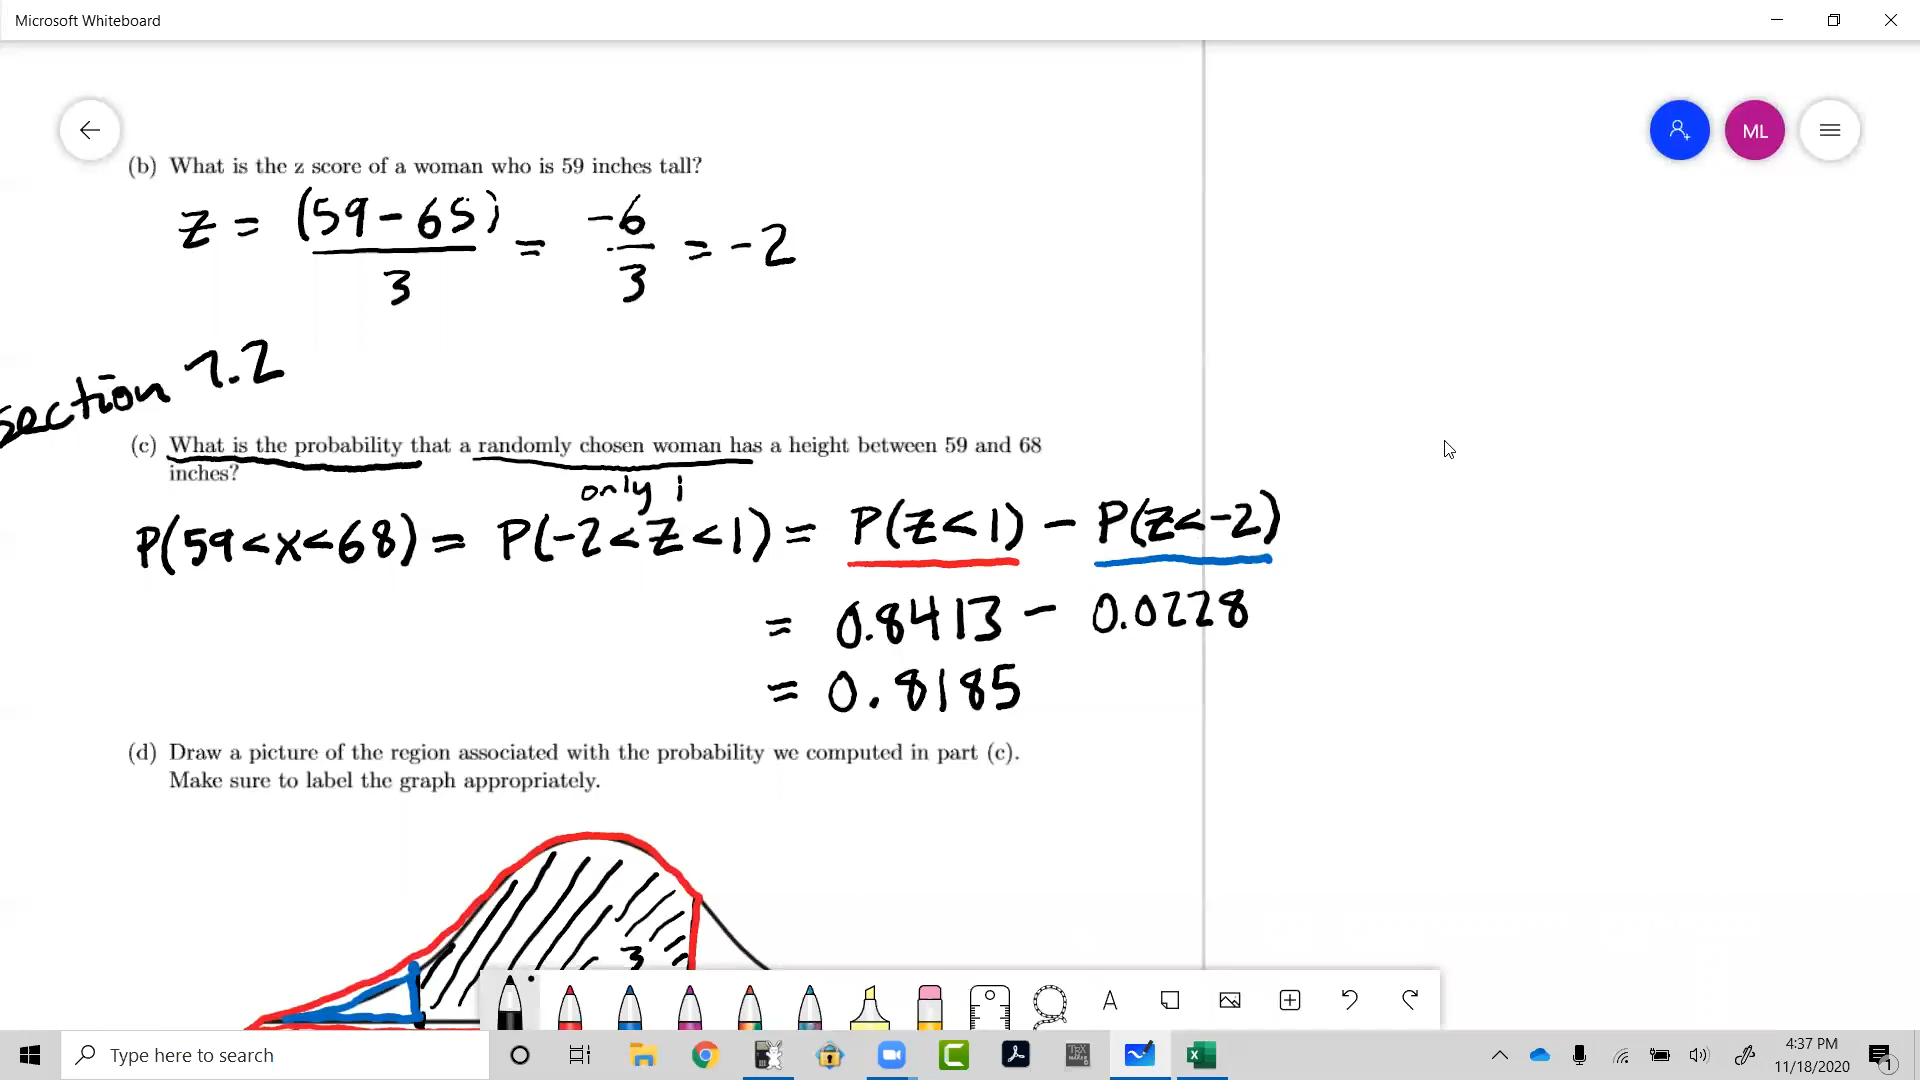 Microsoft Whiteboard
ML
(b) What is the z score of a woman who is 59 inches tall?
z = (59-65) / 3 = -6 / 3 = -2
section 7.2
(c) What is the probability that a randomly chosen woman has a height between 59 and 68
inches?
only 1
P(59<x<68) = P(-2<z<1) = P(z<1) - P(z<-2)
= 0.8413 - 0.0228
= 0.8185
(d) Draw a picture of the region associated with the probability we computed in part (c).
Make sure to label the graph appropriately.
3
A
Type here to search
4:37 PM
11/18/2020
1